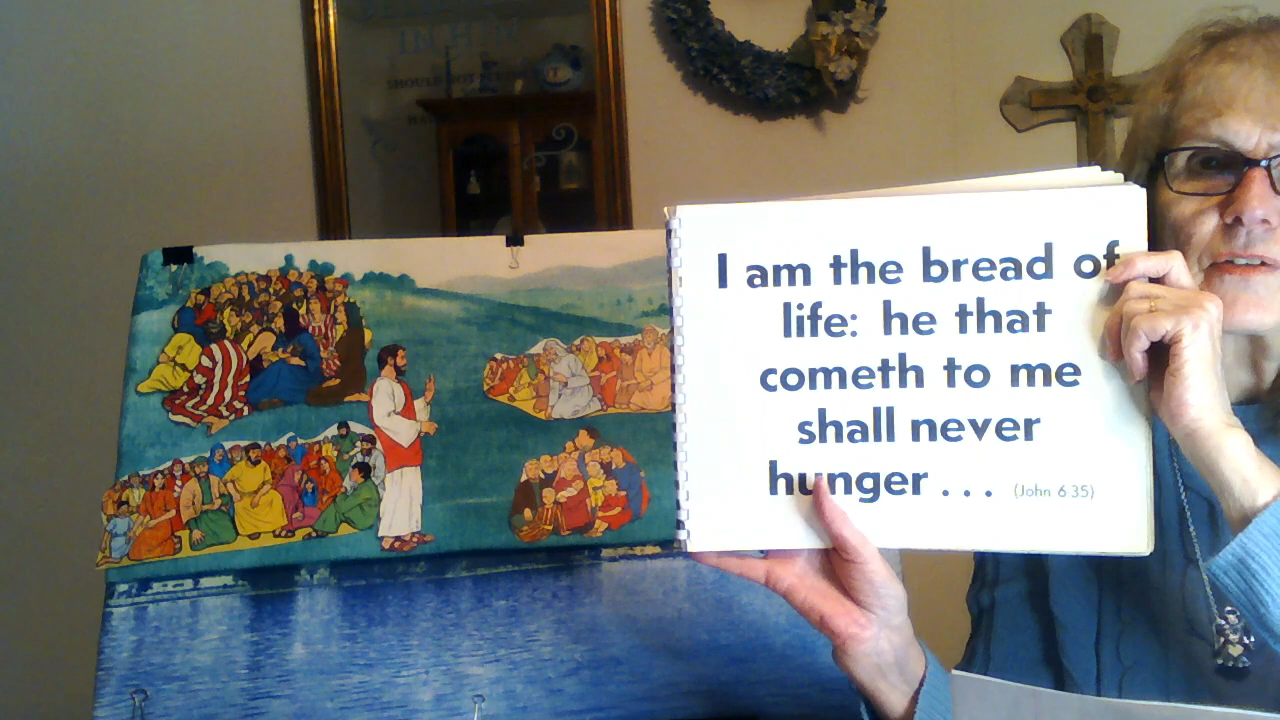 I am the bread of
life: he that
cometh to me
shall never
hunger . . . (John 6 35)